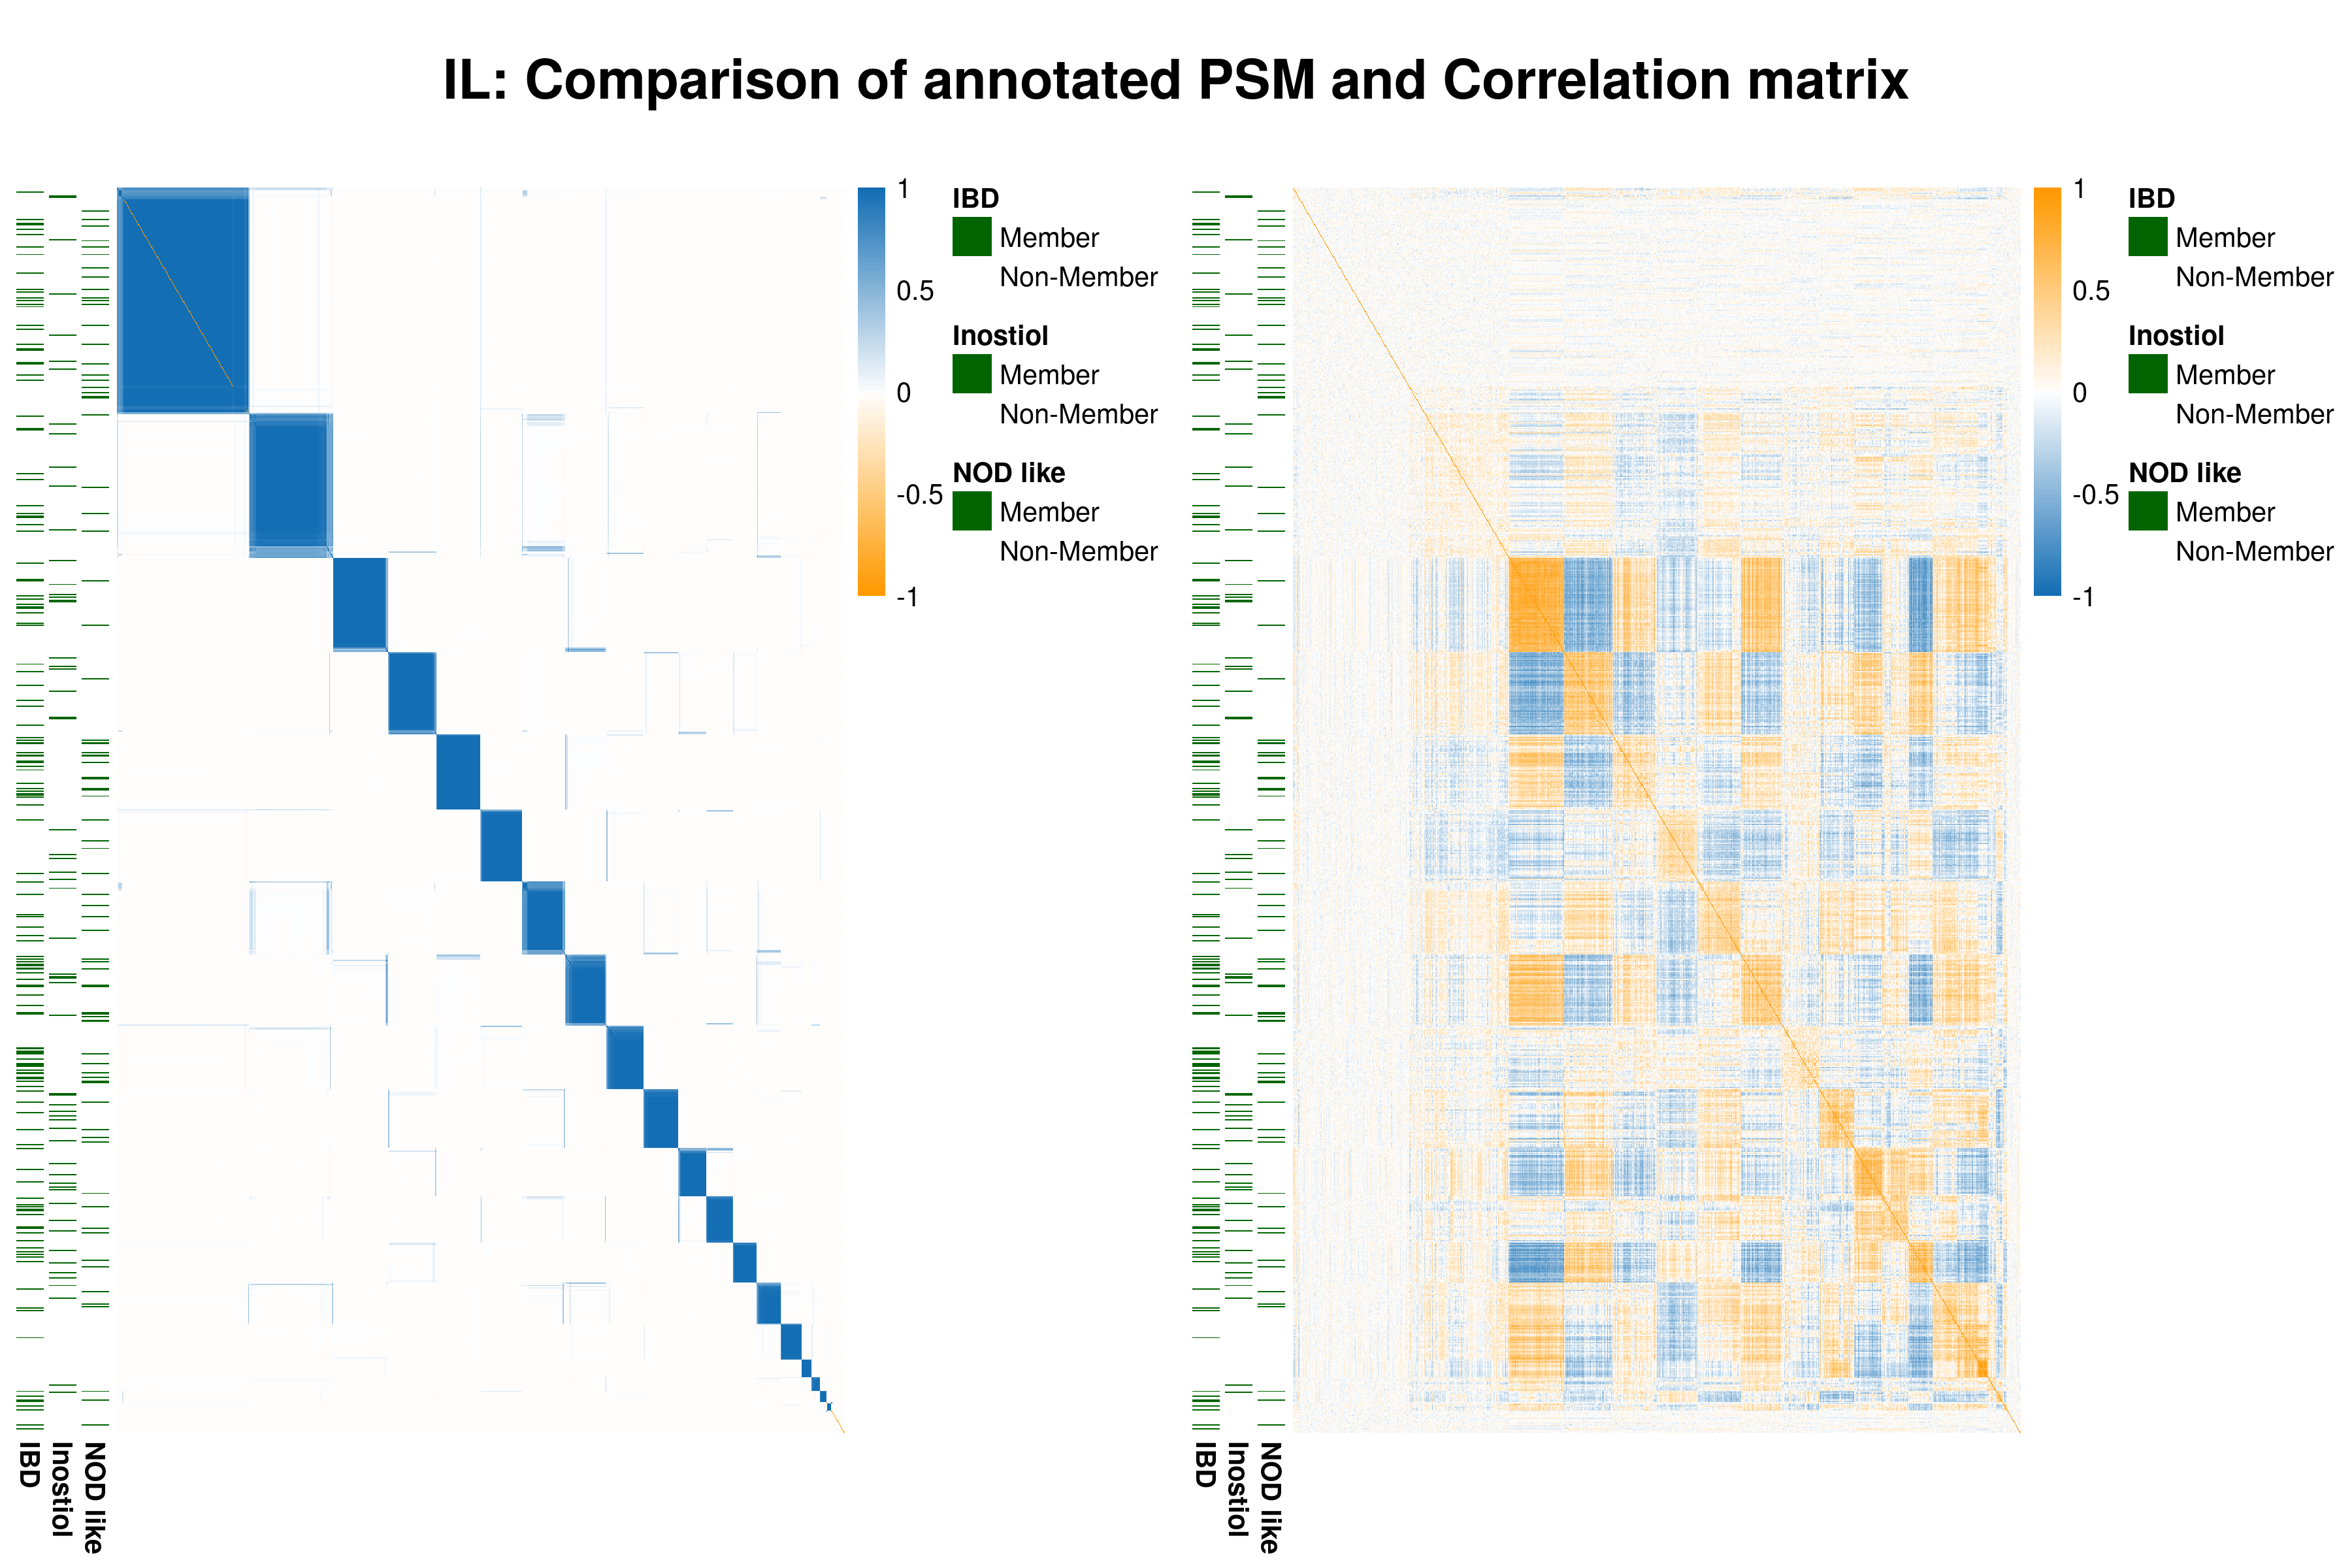 IL: Comparison of annotated PSM and Correlation matrix
1
0.5
0
-0.5
-1
IBD
Member
Non-Member
Inostiol
Member
Non-Member
NOD like
Member
Non-Member
IBD
Inostiol
NOD like
1
0.5
0
-0.5
-1
IBD
Member
Non-Member
Inostiol
Member
Non-Member
NOD like
Member
Non-Member
IBD
Inostiol
NOD like